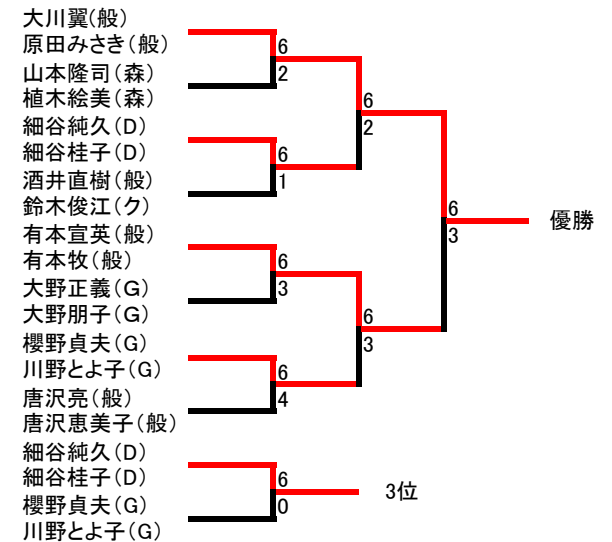 大川翼(般)
原田みさき(般)
6
山本隆司(森)
2
植木絵美(森)
6
細谷純久(D)
2
細谷桂子(D)
6
酒井直樹(般)
1
鈴木俊江(ク)
6
優勝
有本宣英(般)
3
有本牧(般)
6
大野正義(G)
3
大野朋子(G)
6
櫻野貞夫(G)
3
川野とよ子(G)
6
唐沢亮(般)
4
唐沢恵美子(般)
細谷純久(D)
細谷桂子(D)
6
3位
櫻野貞夫(G)
0
川野とよ子(G)